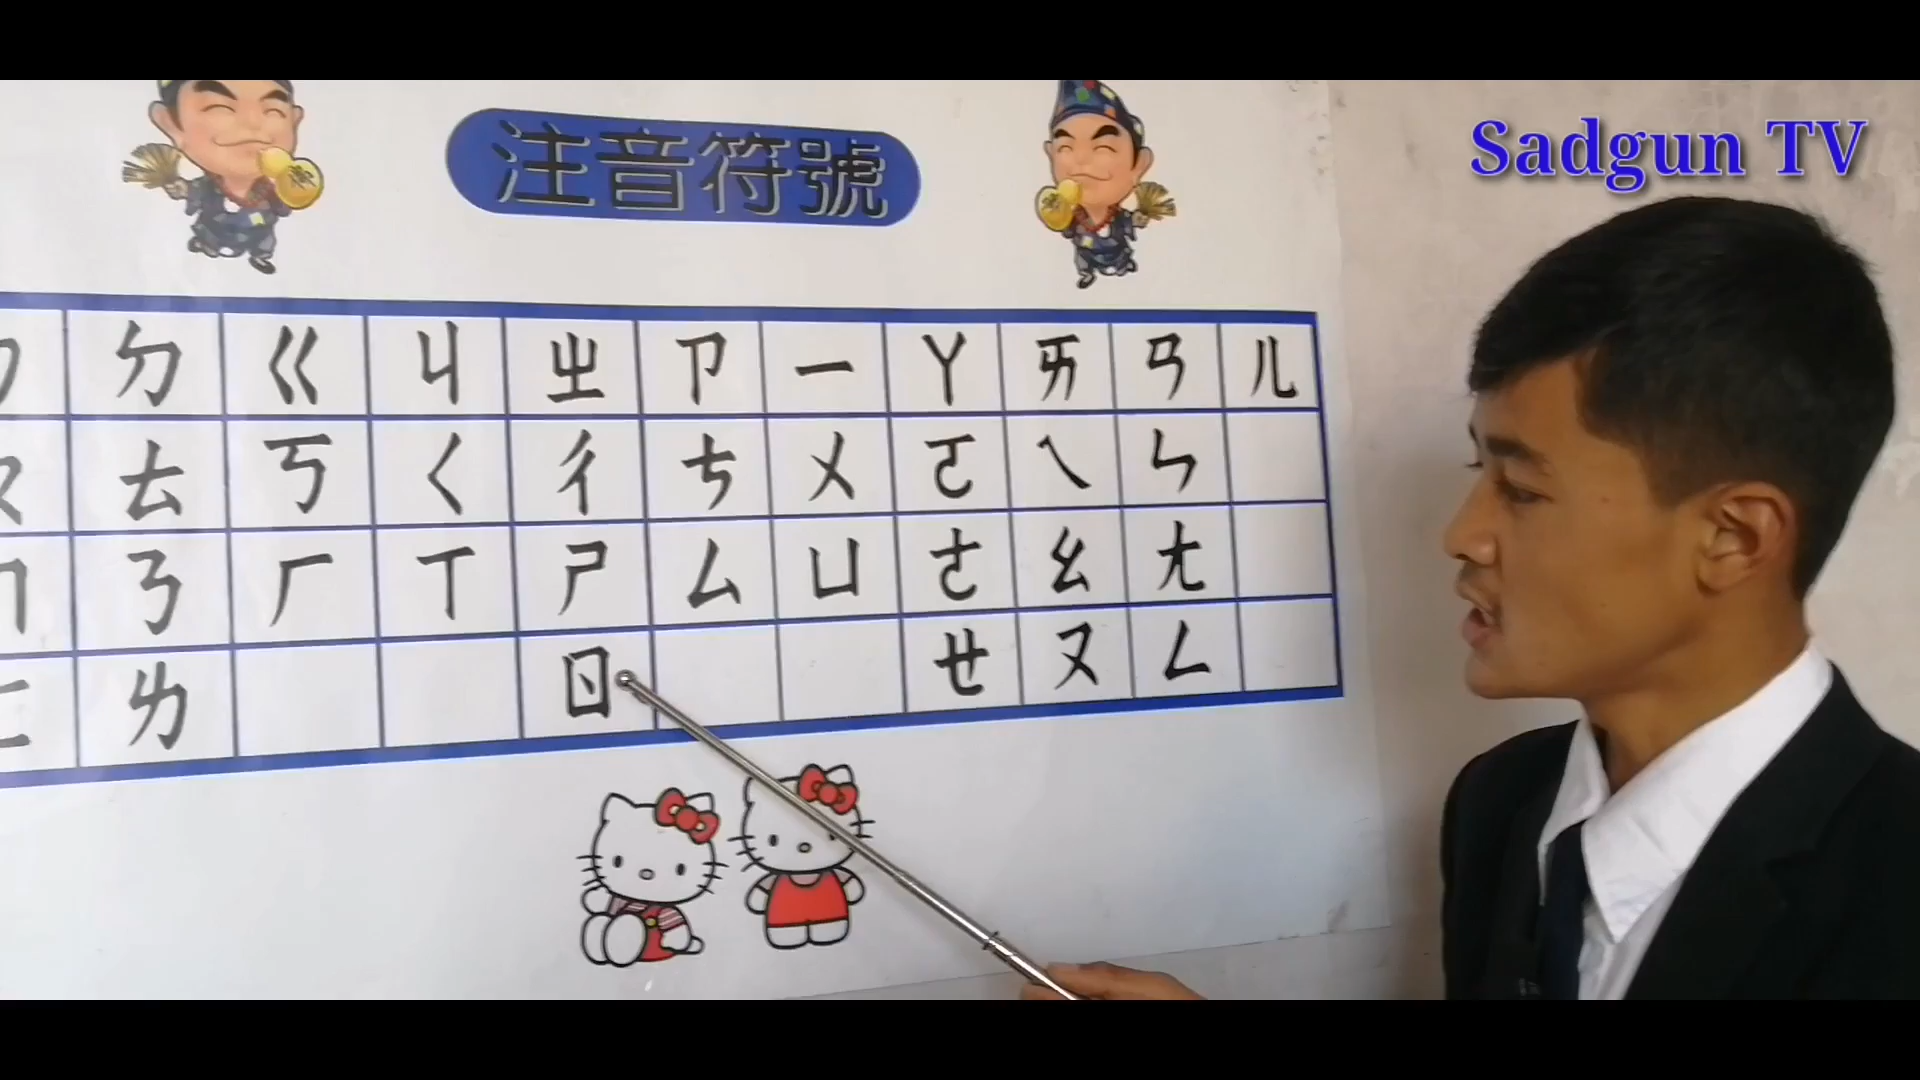 注音符號
Sadgun TV
ㄅ ㄉ ㄍ ㄐ ㄓ ㄗ ㄧ ㄚ ㄞ ㄢ ㄦ
ㄆ ㄊ ㄎ ㄑ ㄔ ㄘ ㄨ ㄛ ㄟ ㄣ
ㄇ ㄋ ㄏ ㄒ ㄕ ㄙ ㄩ ㄜ ㄠ ㄤ
ㄈ ㄌ ㄖ ㄝ ㄡ ㄥ